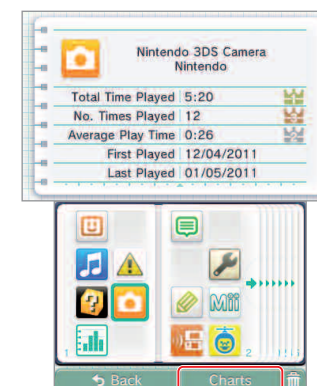 Nintendo 3DS Camera
Nintendo
Total Time Played 5:20
No. Times Played 12
Average Play Time 0:26
First Played 12/04/2011
Last Played 01/05/2011
Mii
1
2
Back
Charts